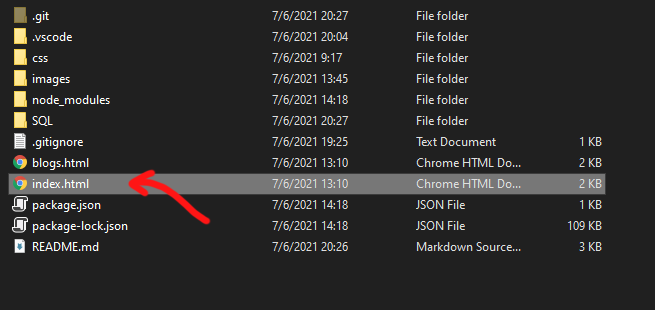 .git 7/6/2021 20:27 File folder
.vscode 7/6/2021 20:04 File folder
css 7/6/2021 9:17 File folder
images 7/6/2021 13:45 File folder
node_modules 7/6/2021 14:18 File folder
SQL 7/6/2021 20:27 File folder
.gitignore 7/6/2021 19:25 Text Document 1 KB
blogs.html 7/6/2021 13:10 Chrome HTML Do... 2 KB
index.html 7/6/2021 13:10 Chrome HTML Do... 2 KB
package.json 7/6/2021 14:18 JSON File 1 KB
package-lock.json 7/6/2021 14:18 JSON File 109 KB
README.md 7/6/2021 20:26 Markdown Source... 3 KB